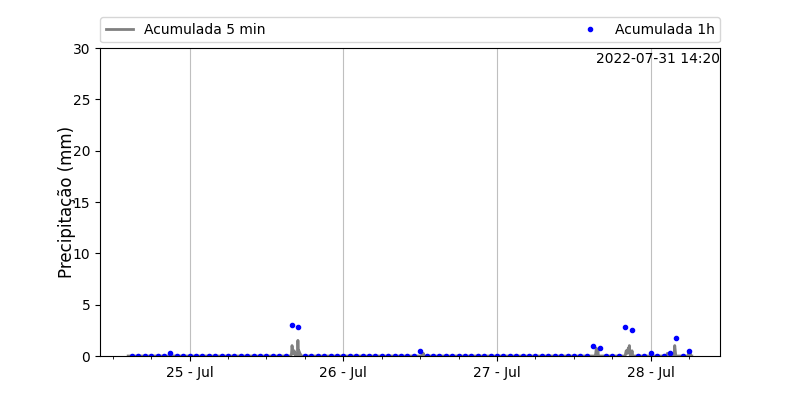 Acumulada 5 min
Acumulada 1h
2022-07-31 14:20
Precipitação (mm)
30
25
20
15
10
5
0
25 - Jul
26 - Jul
27 - Jul
28 - Jul